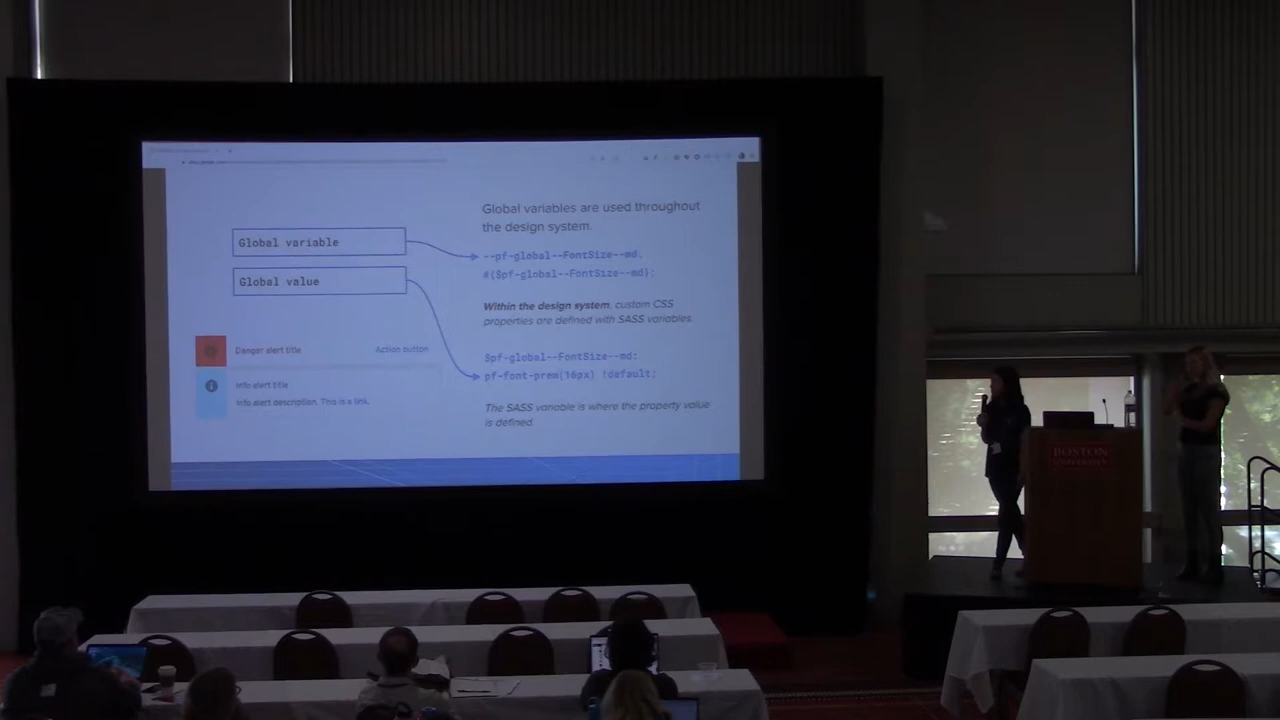 Global variables are used throughout
the design system.
Global variable
--pf-global--FontSize--md:
#{$pf-global--FontSize--md};
Global value
Within the design system, custom CSS
properties are defined with SASS variables.
Danger alert title
Action button
$pf-global--FontSize--md:
pf-font-prem(16px) !default;
Info alert title
Info alert description. This is a link.
The SASS variable is where the property value
is defined.
BOSTON
UNIVERSITY